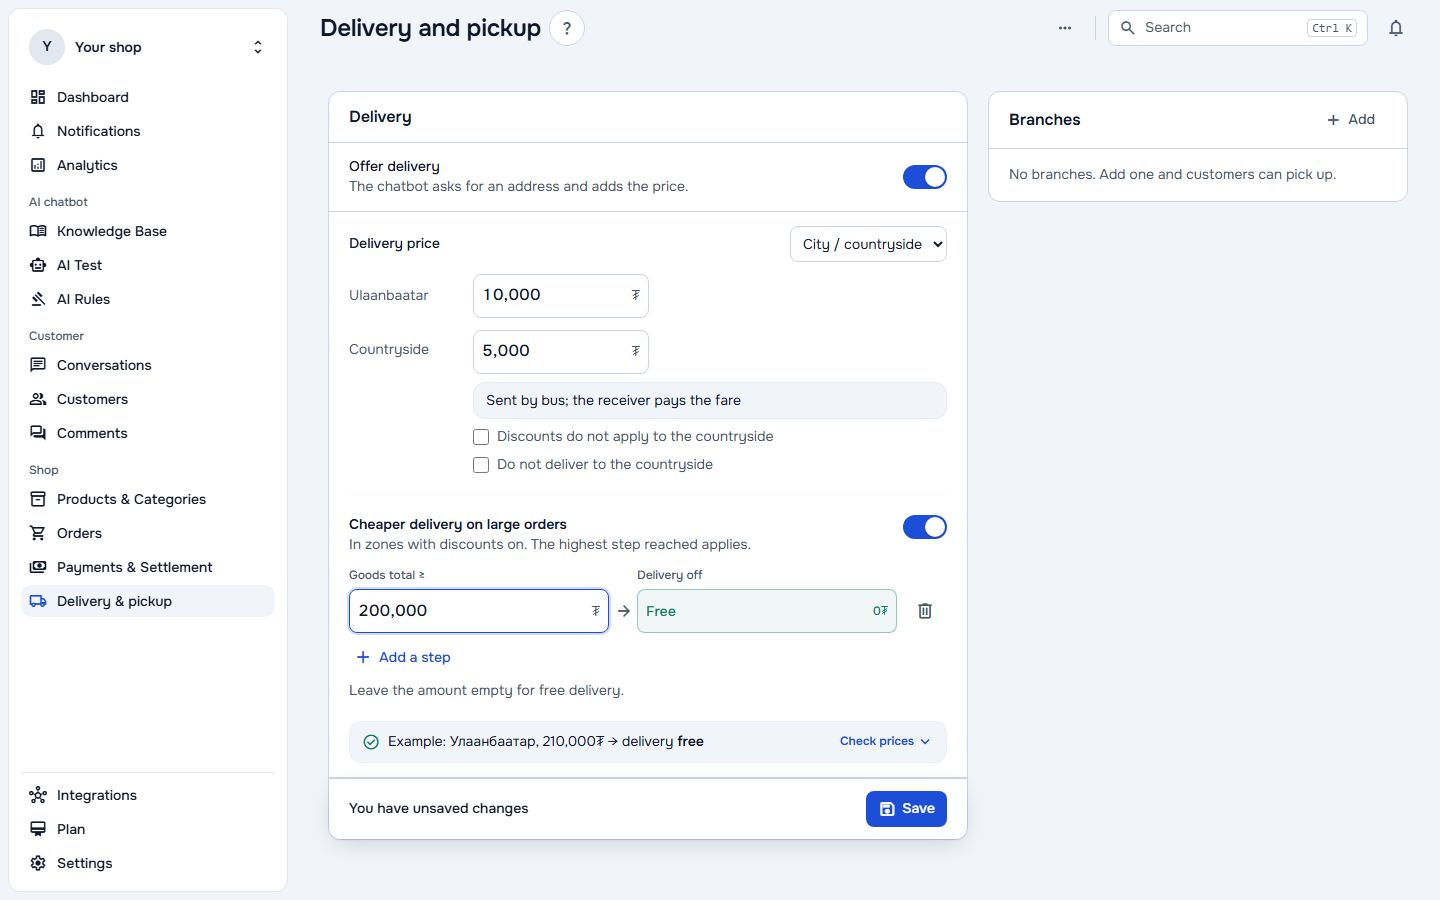 Y
Your shop
Dashboard
Notifications
Analytics
AI chatbot
Knowledge Base
AI Test
AI Rules
Customer
Conversations
Customers
Comments
Shop
Products & Categories
Orders
Payments & Settlement
Delivery & pickup
Integrations
Plan
Settings
Delivery and pickup ?
Search Ctrl K
Delivery
Offer delivery
The chatbot asks for an address and adds the price.
Delivery price City / countryside
Ulaanbaatar 10,000 ₮
Countryside 5,000 ₮
Sent by bus; the receiver pays the fare
Discounts do not apply to the countryside
Do not deliver to the countryside
Cheaper delivery on large orders
In zones with discounts on. The highest step reached applies.
Goods total ≥ Delivery off
200,000 ₮ → Free 0₮
+ Add a step
Leave the amount empty for free delivery.
Example: Улаанбаатар, 210,000₮ → delivery free Check prices
You have unsaved changes Save
Branches + Add
No branches. Add one and customers can pick up.